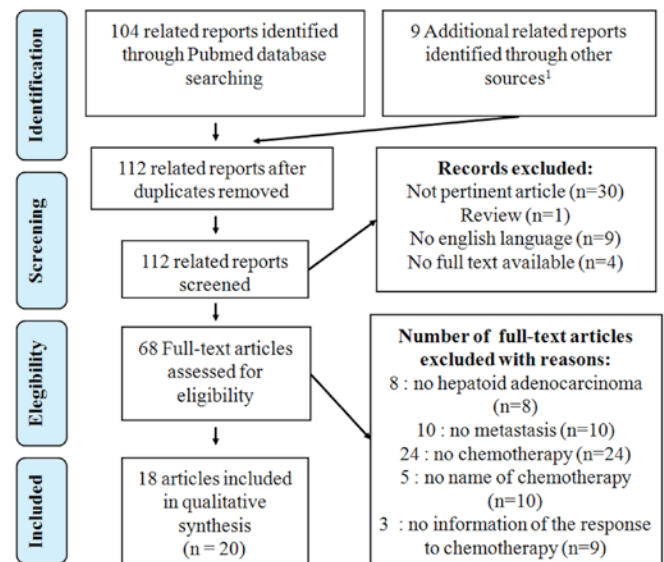 Identification
104 related reports identified
through Pubmed database
searching
9 Additional related reports
identified through other
sources1
Screening
112 related reports after
duplicates removed
112 related reports
screened
Records excluded:
Not pertinent article (n=30)
Review (n=1)
No english language (n=9)
No full text available (n=4)
Elegibility
68 Full-text articles
assessed for
eligibility
Number of full-text articles
excluded with reasons:
8 : no hepatoid adenocarcinoma
(n=8)
10 : no metastasis (n=10)
24 : no chemotherapy (n=24)
5 : no name of chemotherapy
(n=10)
3 : no information of the response
to chemotherapy (n=9)
Included
18 articles included
in qualitative
synthesis
(n = 20)